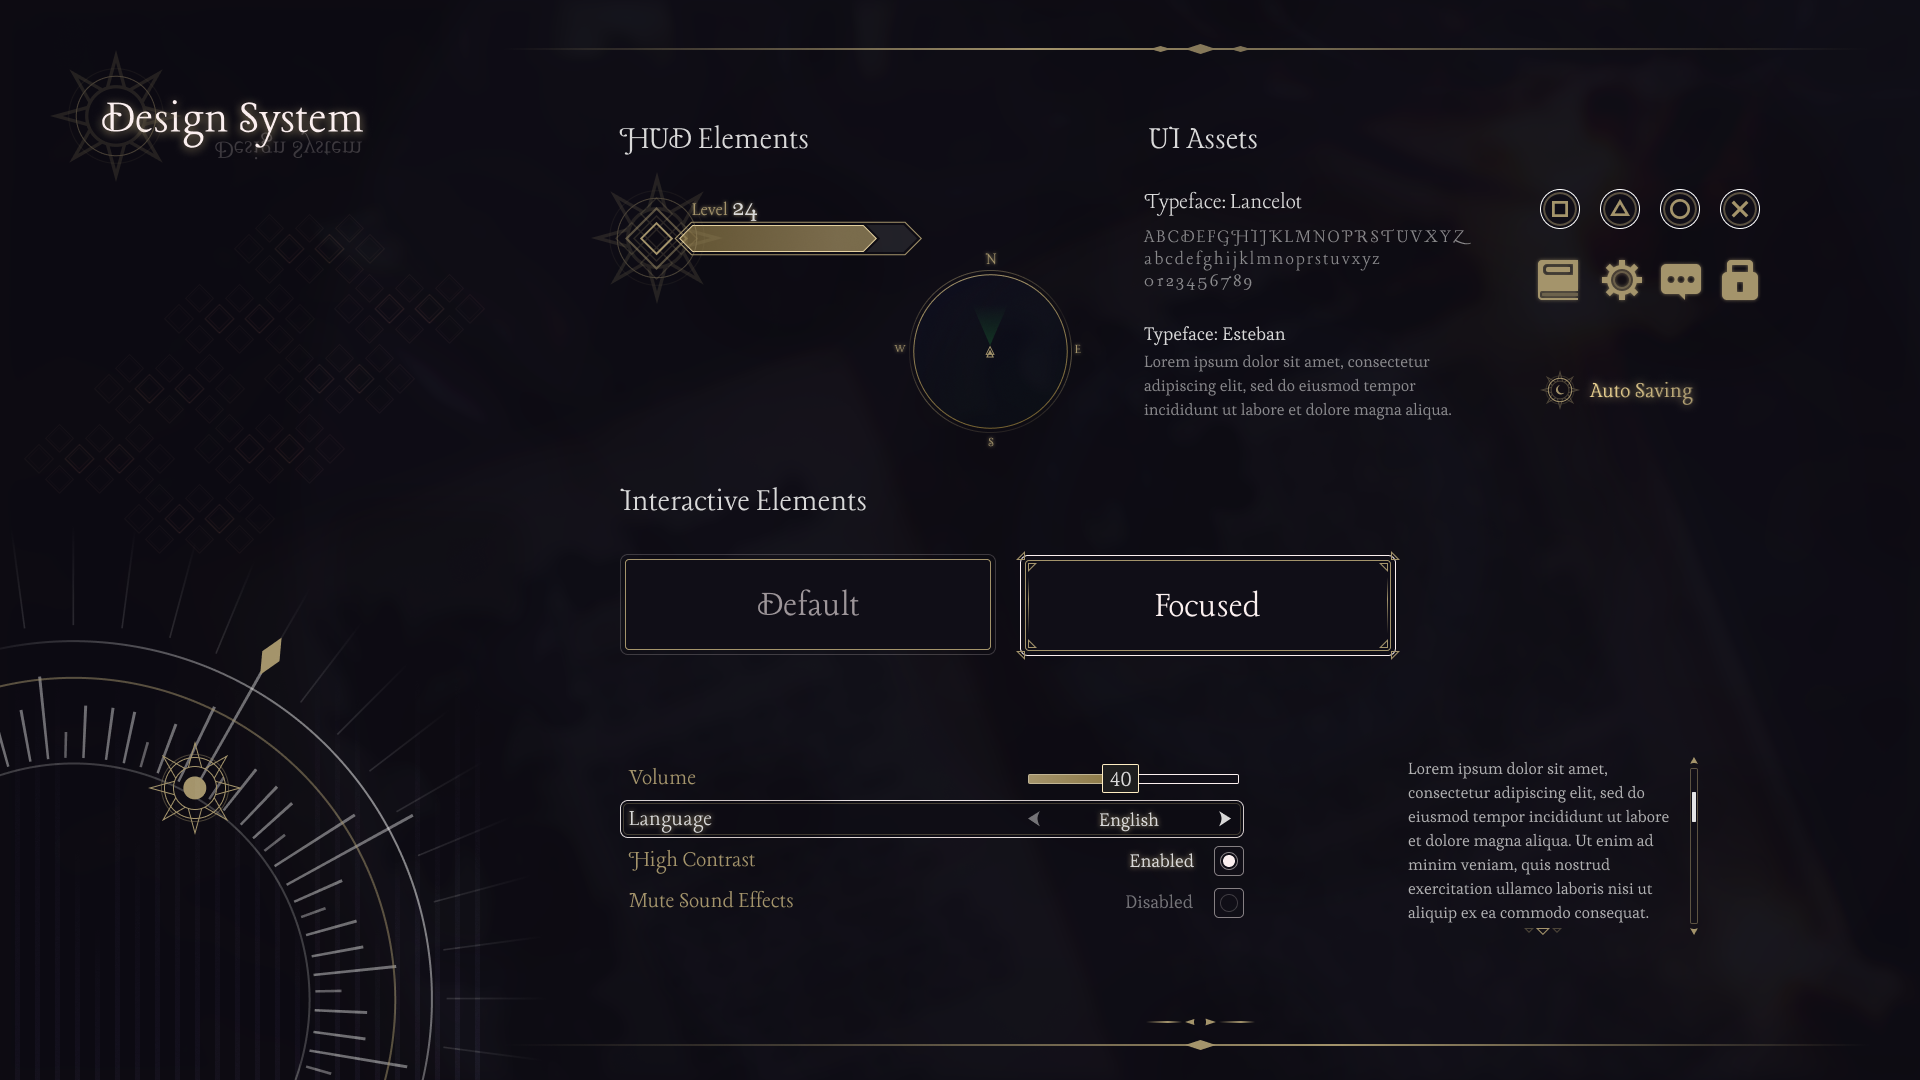 Design System
Design System
HUD Elements
Level 24
N
W
E
S
UI Assets
Typeface: Lancelot
ABCDEFGHIJKLMNOPRSTUVXYZ
abcdefghijklmnoprstuvxyz
0123456789
Typeface: Esteban
Lorem ipsum dolor sit amet, consectetur
adipiscing elit, sed do eiusmod tempor
incididunt ut labore et dolore magna aliqua.
Auto Saving
Interactive Elements
Default
Focused
Volume
40
Language
English
High Contrast
Enabled
Mute Sound Effects
Disabled
Lorem ipsum dolor sit amet,
consectetur adipiscing elit, sed do
eiusmod tempor incididunt ut labore
et dolore magna aliqua. Ut enim ad
minim veniam, quis nostrud
exercitation ullamco laboris nisi ut
aliquip ex ea commodo consequat.